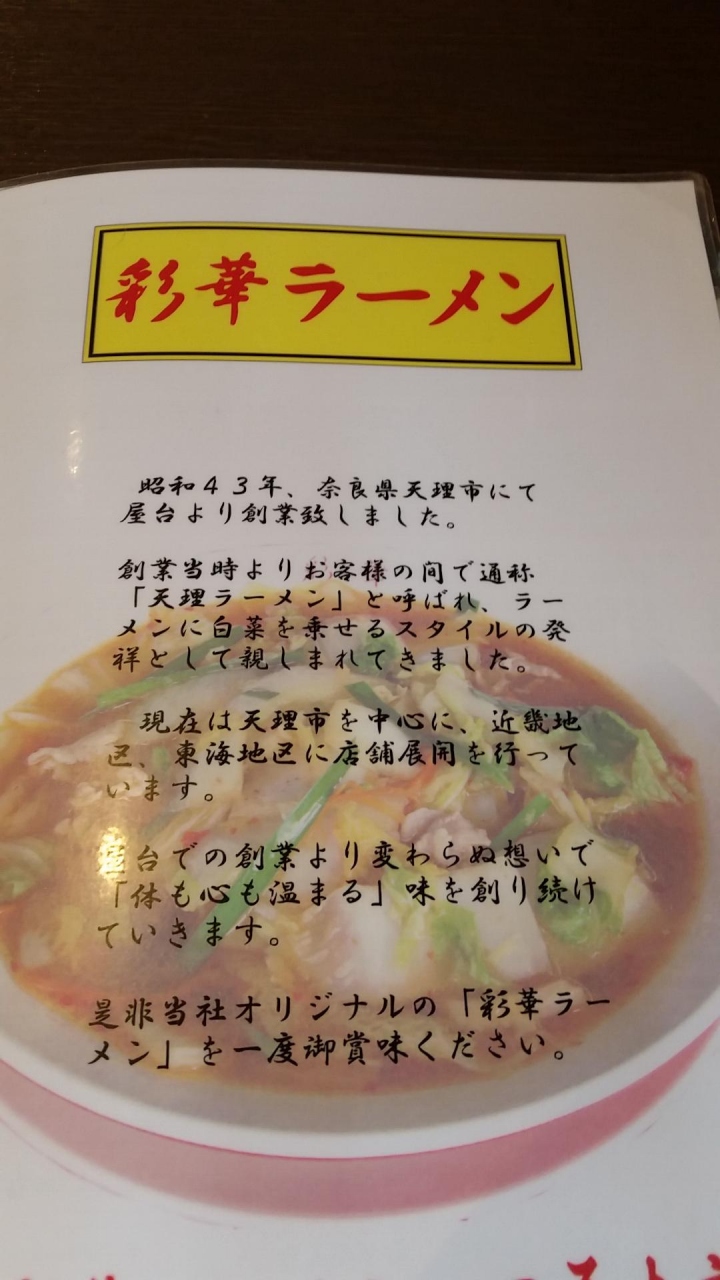 彩華ラーメン
昭和４３年、奈良県天理市にて
屋台より創業致しました。
創業当時よりお客様の間で通称
「天理ラーメン」と呼ばれ、ラー
メンに白菜を乗せるスタイルの発
祥として親しまれてきました。
現在は天理市を中心に、近畿地
区、東海地区に店舗展開を行って
います。
屋台での創業より変わらぬ想いで
「体も心も温まる」味を創り続け
ていきます。
是非当社オリジナルの「彩華ラー
メン」を一度御賞味ください。